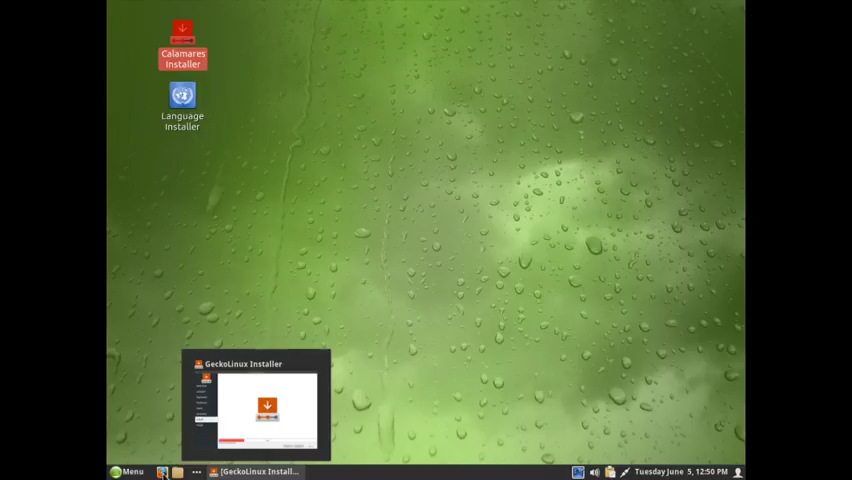 Calamares
Installer
Language
Installer
GeckoLinux Installer
Menu
[GeckoLinux Install...
Tuesday June 5, 12:50 PM